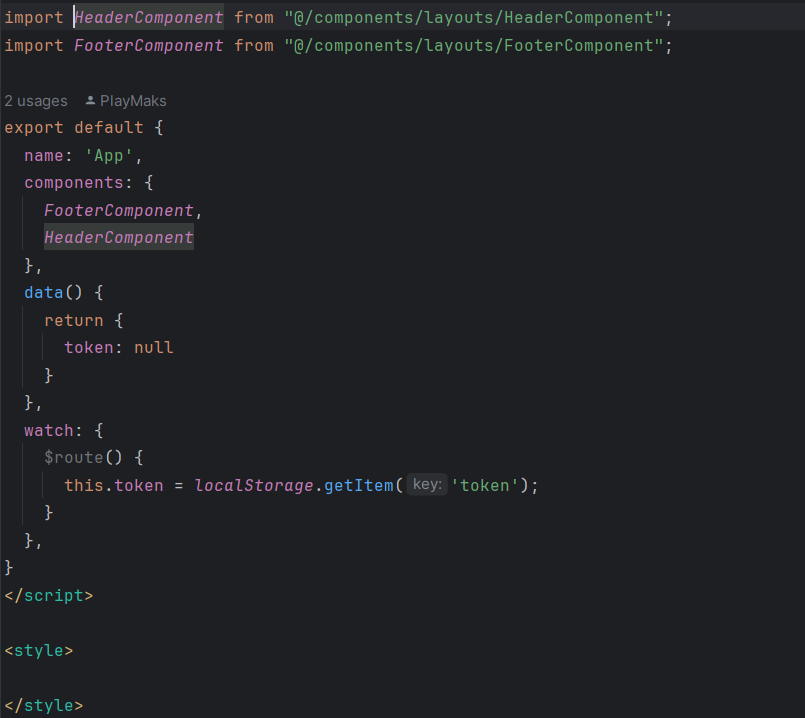 import HeaderComponent from "@/components/layouts/HeaderComponent";
import FooterComponent from "@/components/layouts/FooterComponent";
2 usages PlayMaks
export default {
name: 'App',
components: {
FooterComponent,
HeaderComponent
},
data() {
return {
token: null
}
},
watch: {
$route() {
this.token = localStorage.getItem( key: 'token');
}
},
}
</script>
<style>
</style>